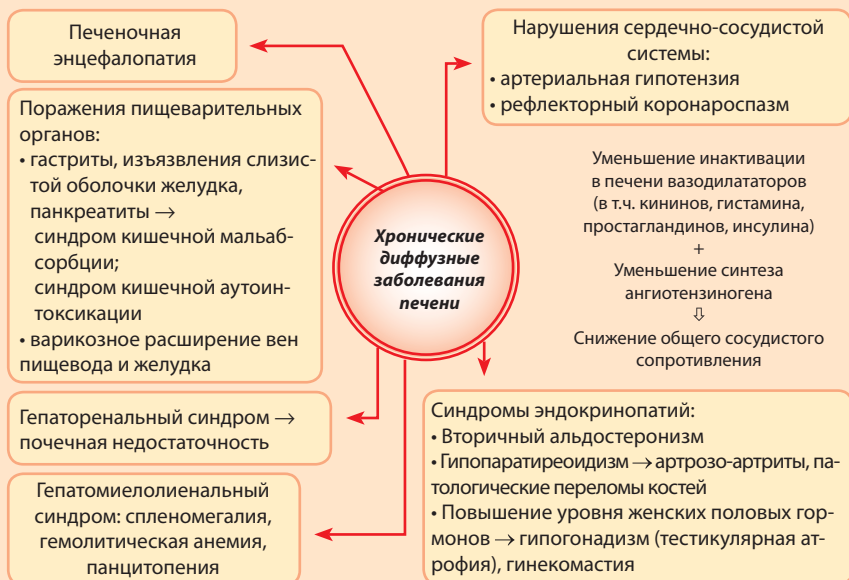 Печеночная
энцефалопатия
Поражения пищеварительных
органов:
• гастриты, изъязвления слизис-
той оболочки желудка,
панкреатиты →
синдром кишечной мальаб-
сорбции;
синдром кишечной аутоин-
токсикации
• варикозное расширение вен
пищевода и желудка
Гепаторенальный синдром →
почечная недостаточность
Гепатомиелолиенальный
синдром: спленомегалия,
гемолитическая анемия,
панцитопения
Хронические
диффузные
заболевания
печени
Нарушения сердечно-сосудистой
системы:
• артериальная гипотензия
• рефлекторный коронароспазм
Уменьшение инактивации
в печени вазодилататоров
(в т.ч. кининов, гистамина,
простагландинов, инсулина)
+
Уменьшение синтеза
ангиотензиногена
⇩
Снижение общего сосудистого
сопротивления
Синдромы эндокринопатий:
• Вторичный альдостеронизм
• Гипопаратиреоидизм → артрозо-артриты, па-
тологические переломы костей
• Повышение уровня женских половых гор-
монов → гипогонадизм (тестикулярная ат-
рофия), гинекомастия